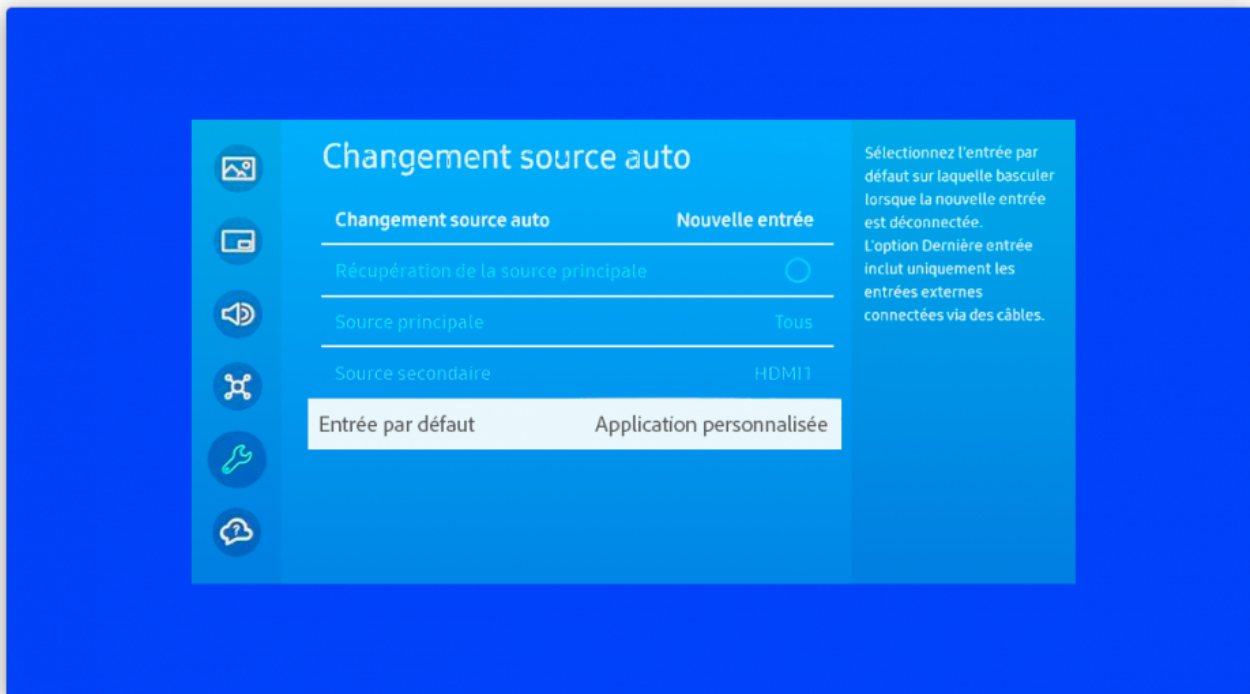 Changement source auto
Changement source auto Nouvelle entrée
Récupération de la source principale
Source principale Tous
Source secondaire HDMI1
Entrée par défaut Application personnalisée
Sélectionnez l'entrée par
défaut sur laquelle basculer
lorsque la nouvelle entrée
est déconnectée.
L'option Dernière entrée
inclut uniquement les
entrées externes
connectées via des câbles.